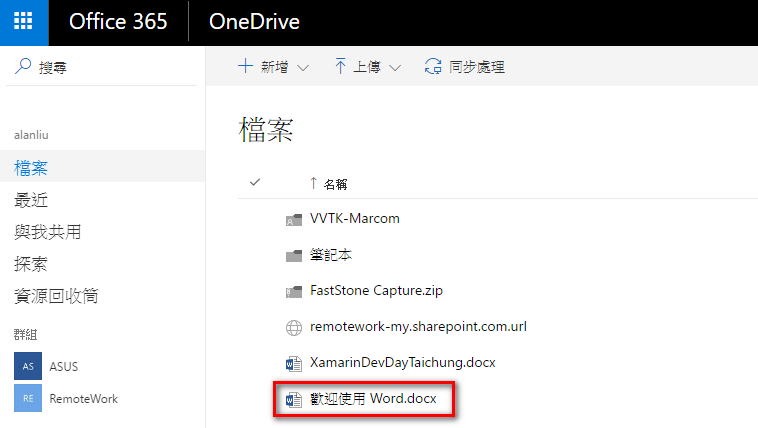 Office 365 OneDrive
搜尋
新增 上傳 同步處理
alanliu
檔案
最近
與我共用
探索
資源回收筒
群組
AS ASUS
RE RemoteWork
檔案
名稱
VVTK-Marcom
筆記本
FastStone Capture.zip
remotework-my.sharepoint.com.url
XamarinDevDayTaichung.docx
歡迎使用 Word.docx